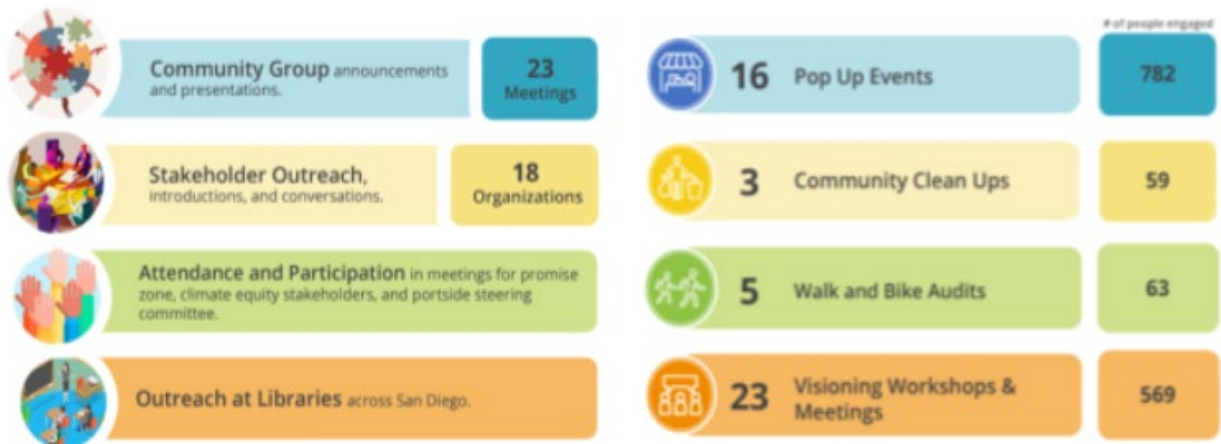 Community Group announcements
and presentations.
23
Meetings
Stakeholder Outreach,
introductions, and conversations.
18
Organizations
Attendance and Participation in meetings for promise
zone, climate equity stakeholders, and portside steering
committee.
Outreach at Libraries across San Diego.
# of people engaged
16 Pop Up Events 782
3 Community Clean Ups 59
5 Walk and Bike Audits 63
23 Visioning Workshops &
Meetings
569